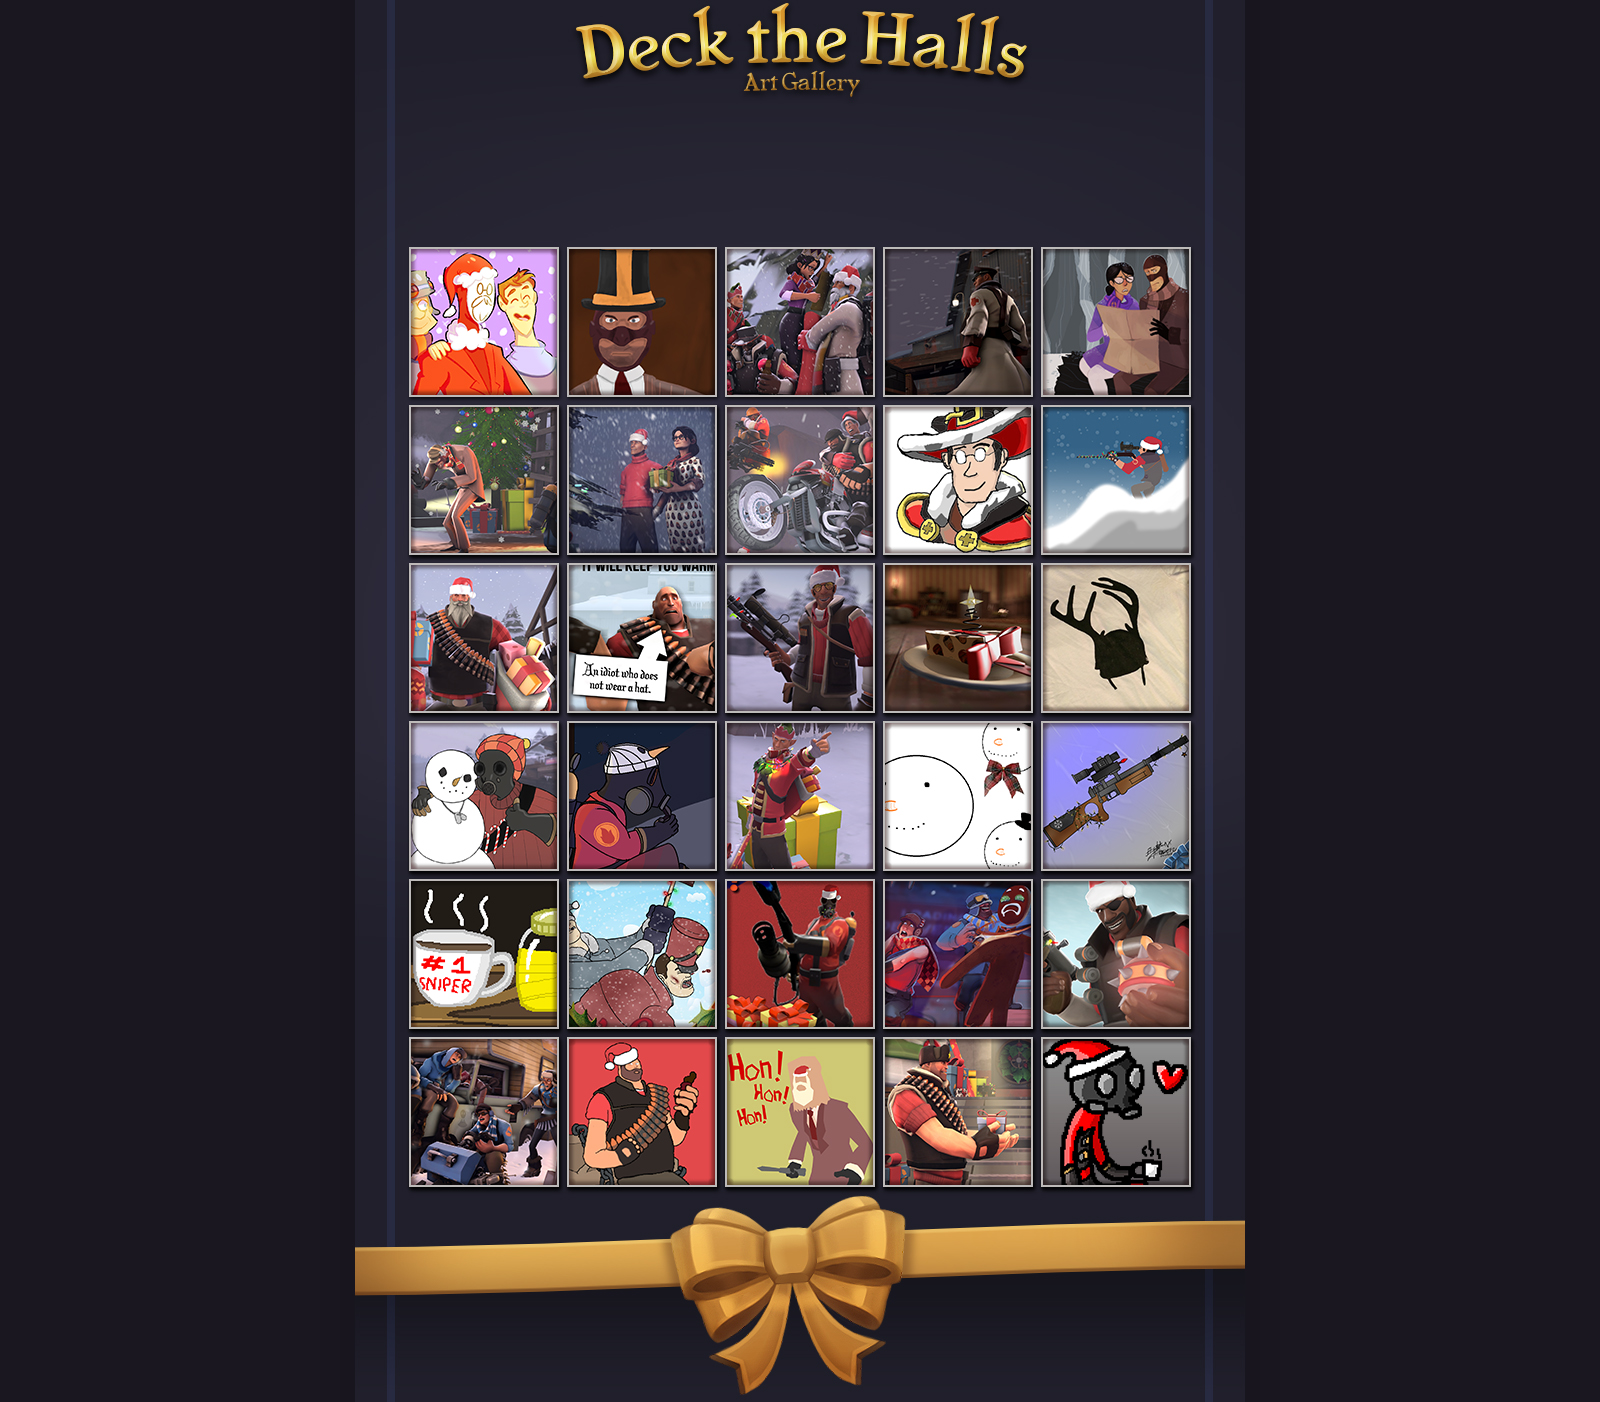 Deck the Halls
Art Gallery
IT WILL KEEP YOU WARM
An idiot who does
not wear a hat.
#1
SNIPER
Hon!
Hon!
Hon!